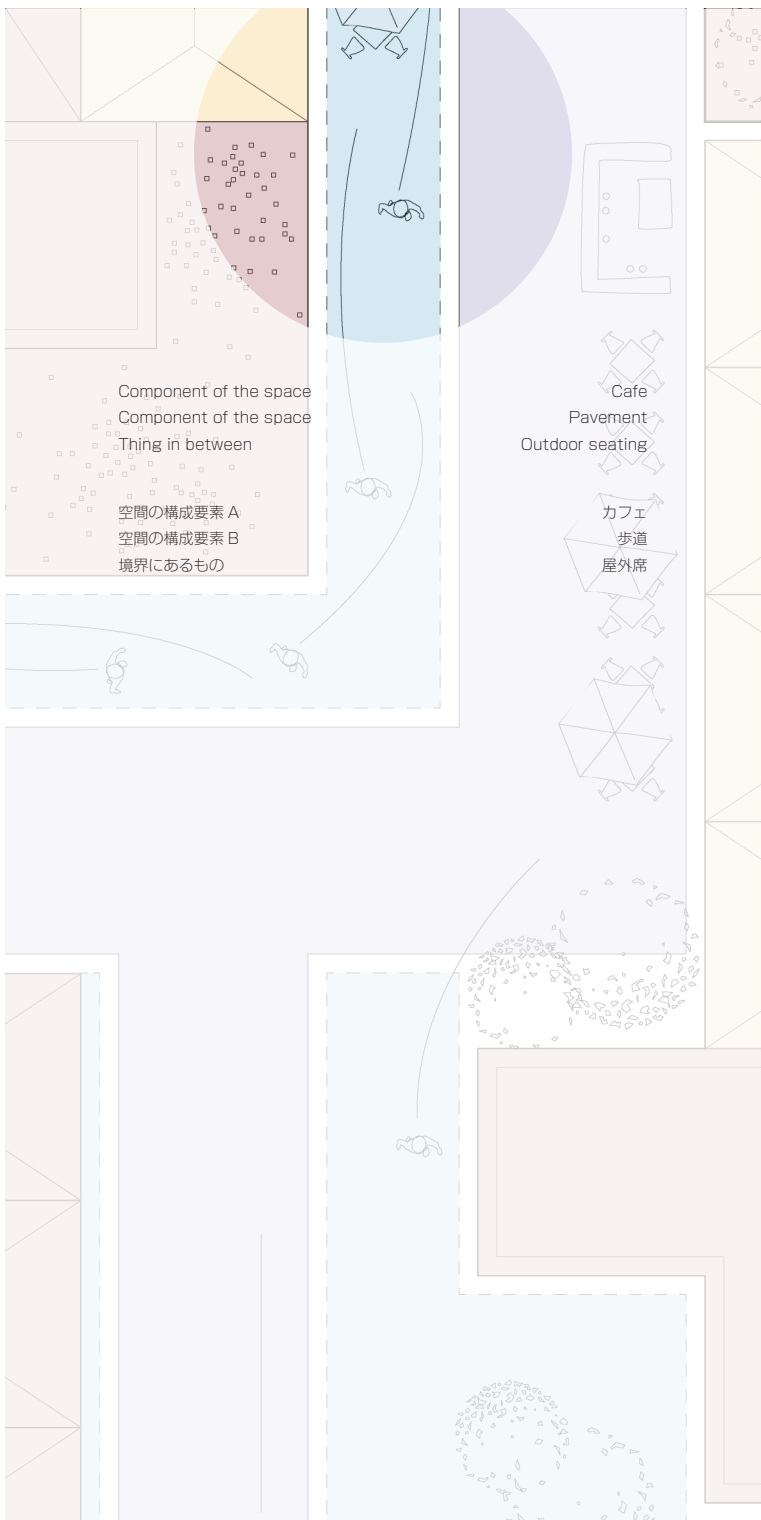 Component of the space
Component of the space
Thing in between
Cafe
Pavement
Outdoor seating
空間の構成要素 A
空間の構成要素 B
境界にあるもの
カフェ
歩道
屋外席